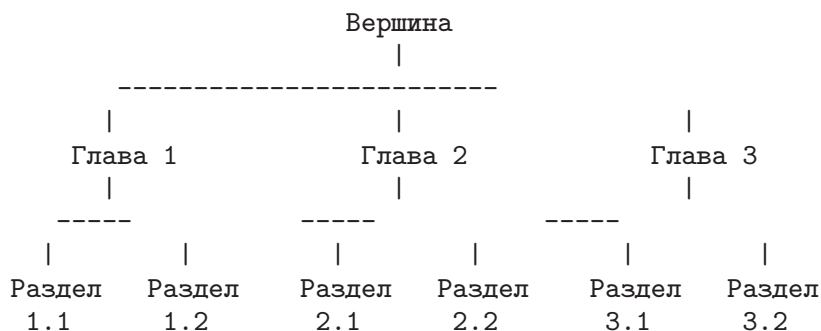 Вершина
Глава 1 Глава 2 Глава 3
Раздел Раздел Раздел Раздел Раздел Раздел
1.1 1.2 2.1 2.2 3.1 3.2